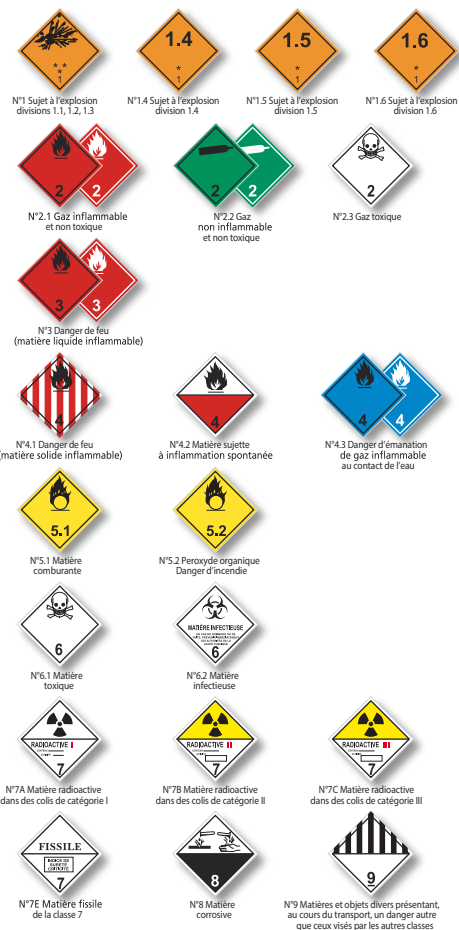 * *
*
1
1.4
*
1
1.5
*
1
1.6
*
1
N°1 Sujet à l'explosion
divisions 1.1, 1.2, 1.3
N°1.4 Sujet à l'explosion
division 1.4
N°1.5 Sujet à l'explosion
division 1.5
N°1.6 Sujet à l'explosion
division 1.6
2
2
2
2
2
N°2.1 Gaz inflammable
et non toxique
N°2.2 Gaz
non inflammable
et non toxique
N°2.3 Gaz toxique
3
3
N°3 Danger de feu
(matière liquide inflammable)
4
4
4
4
N°4.1 Danger de feu
(matière solide inflammable)
N°4.2 Matière sujette
à inflammation spontanée
N°4.3 Danger d'émanation
de gaz inflammable
au contact de l'eau
5.1
5.2
N°5.1 Matière
comburante
N°5.2 Peroxyde organique
Danger d'incendie
6
MATIÈRE INFECTIEUSE
6
N°6.1 Matière
toxique
N°6.2 Matière
infectieuse
RADIOACTIVE I
7
RADIOACTIVE II
7
RADIOACTIVE III
7
N°7A Matière radioactive
dans des colis de catégorie I
N°7B Matière radioactive
dans des colis de catégorie II
N°7C Matière radioactive
dans des colis de catégorie III
FISSILE
INDICE DE
SURETÉ
CRITICITÉ
7
8
9
N°7E Matière fissile
de la classe 7
N°8 Matière
corrosive
N°9 Matières et objets divers présentant,
au cours du transport, un danger autre
que ceux visés par les autres classes